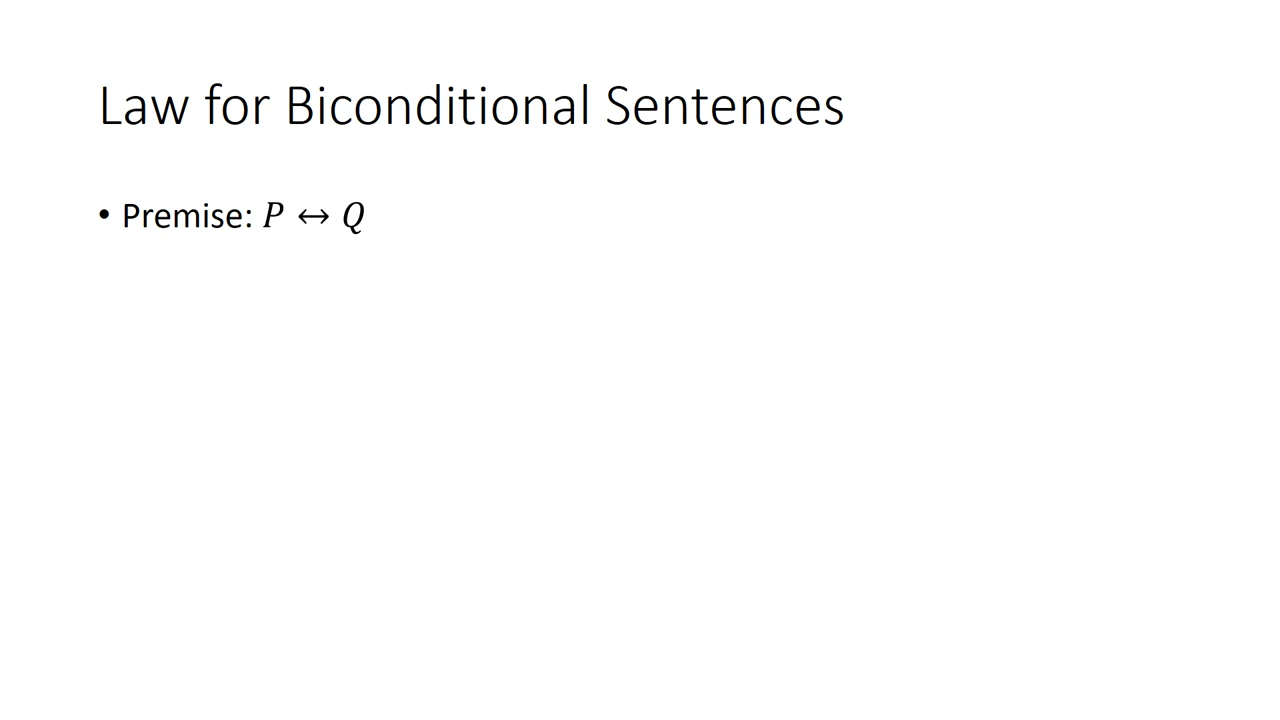 Law for Biconditional Sentences
• Premise: 𝑃 ↔ 𝑄